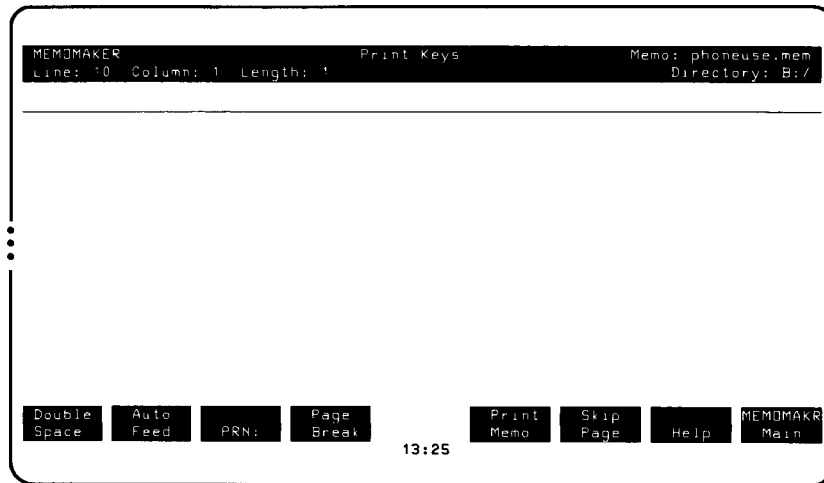 MEMOMAKER Print Keys Memo: phoneuse.mem
Line: 10 Column: 1 Length: 1 Directory: B:/
Double Auto Page Print Skip MEMOMAKR
Space Feed PRN: Break Memo Page Help Main
13:25